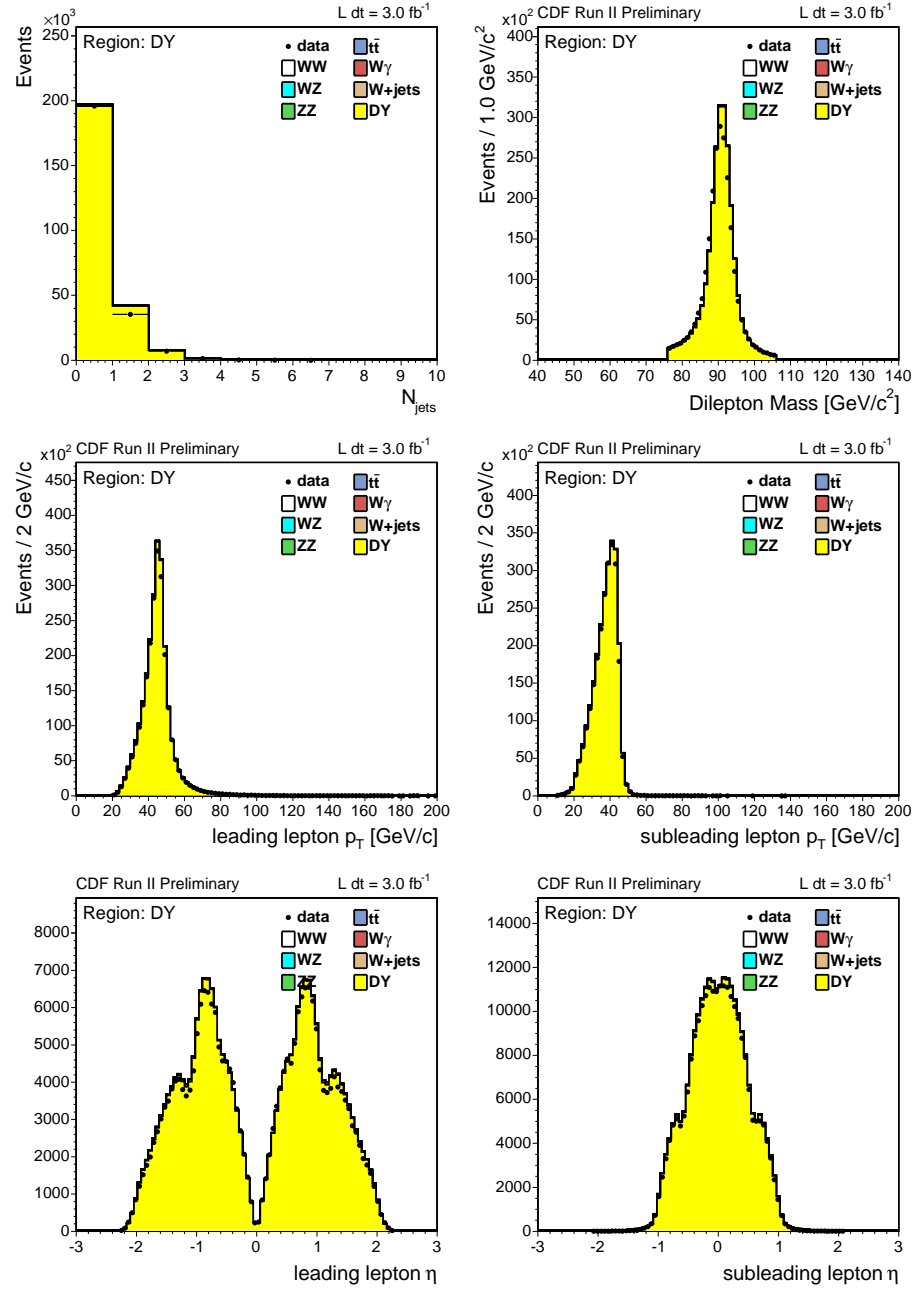 ×10³ L dt = 3.0 fb⁻¹
Events
250
200
150
100
50
0
Region: DY
data
WW
WZ
ZZ
tt̄
Wγ
W+jets
DY
0 1 2 3 4 5 6 7 8 9 10
N_jets
×10² CDF Run II Preliminary L dt = 3.0 fb⁻¹
Events / 1.0 GeV/c²
400
350
300
250
200
150
100
50
0
Region: DY
data
WW
WZ
ZZ
tt̄
Wγ
W+jets
DY
40 50 60 70 80 90 100 110 120 130 140
Dilepton Mass [GeV/c²]
×10² CDF Run II Preliminary L dt = 3.0 fb⁻¹
Events / 2 GeV/c
450
400
350
300
250
200
150
100
50
0
Region: DY
data
WW
WZ
ZZ
tt̄
Wγ
W+jets
DY
0 20 40 60 80 100 120 140 160 180 200
leading lepton p_T [GeV/c]
×10² CDF Run II Preliminary L dt = 3.0 fb⁻¹
Events / 2 GeV/c
400
350
300
250
200
150
100
50
0
Region: DY
data
WW
WZ
ZZ
tt̄
Wγ
W+jets
DY
0 20 40 60 80 100 120 140 160 180 200
subleading lepton p_T [GeV/c]
CDF Run II Preliminary L dt = 3.0 fb⁻¹
8000
7000
6000
5000
4000
3000
2000
1000
0
Region: DY
data
WW
WZ
ZZ
tt̄
Wγ
W+jets
DY
-3 -2 -1 0 1 2 3
leading lepton η
CDF Run II Preliminary L dt = 3.0 fb⁻¹
14000
12000
10000
8000
6000
4000
2000
0
Region: DY
data
WW
WZ
ZZ
tt̄
Wγ
W+jets
DY
-3 -2 -1 0 1 2 3
subleading lepton η